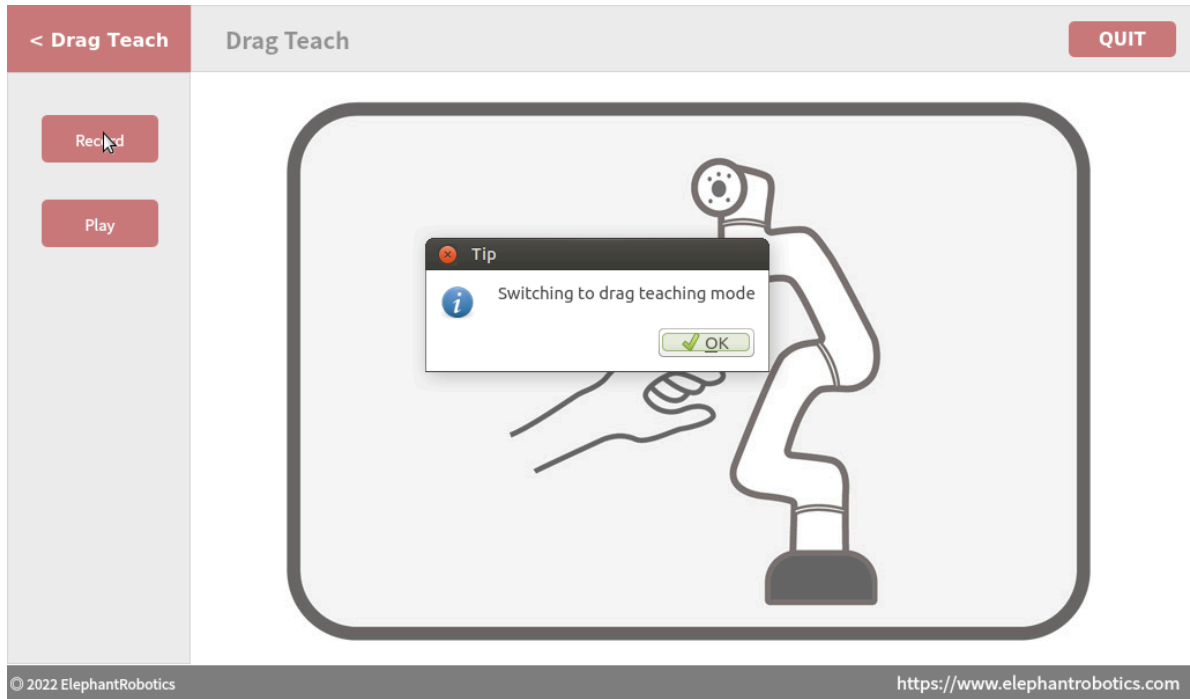 < Drag Teach
Drag Teach
QUIT
Record
Play
Tip
Switching to drag teaching mode
OK
© 2022 ElephantRobotics
https://www.elephantrobotics.com